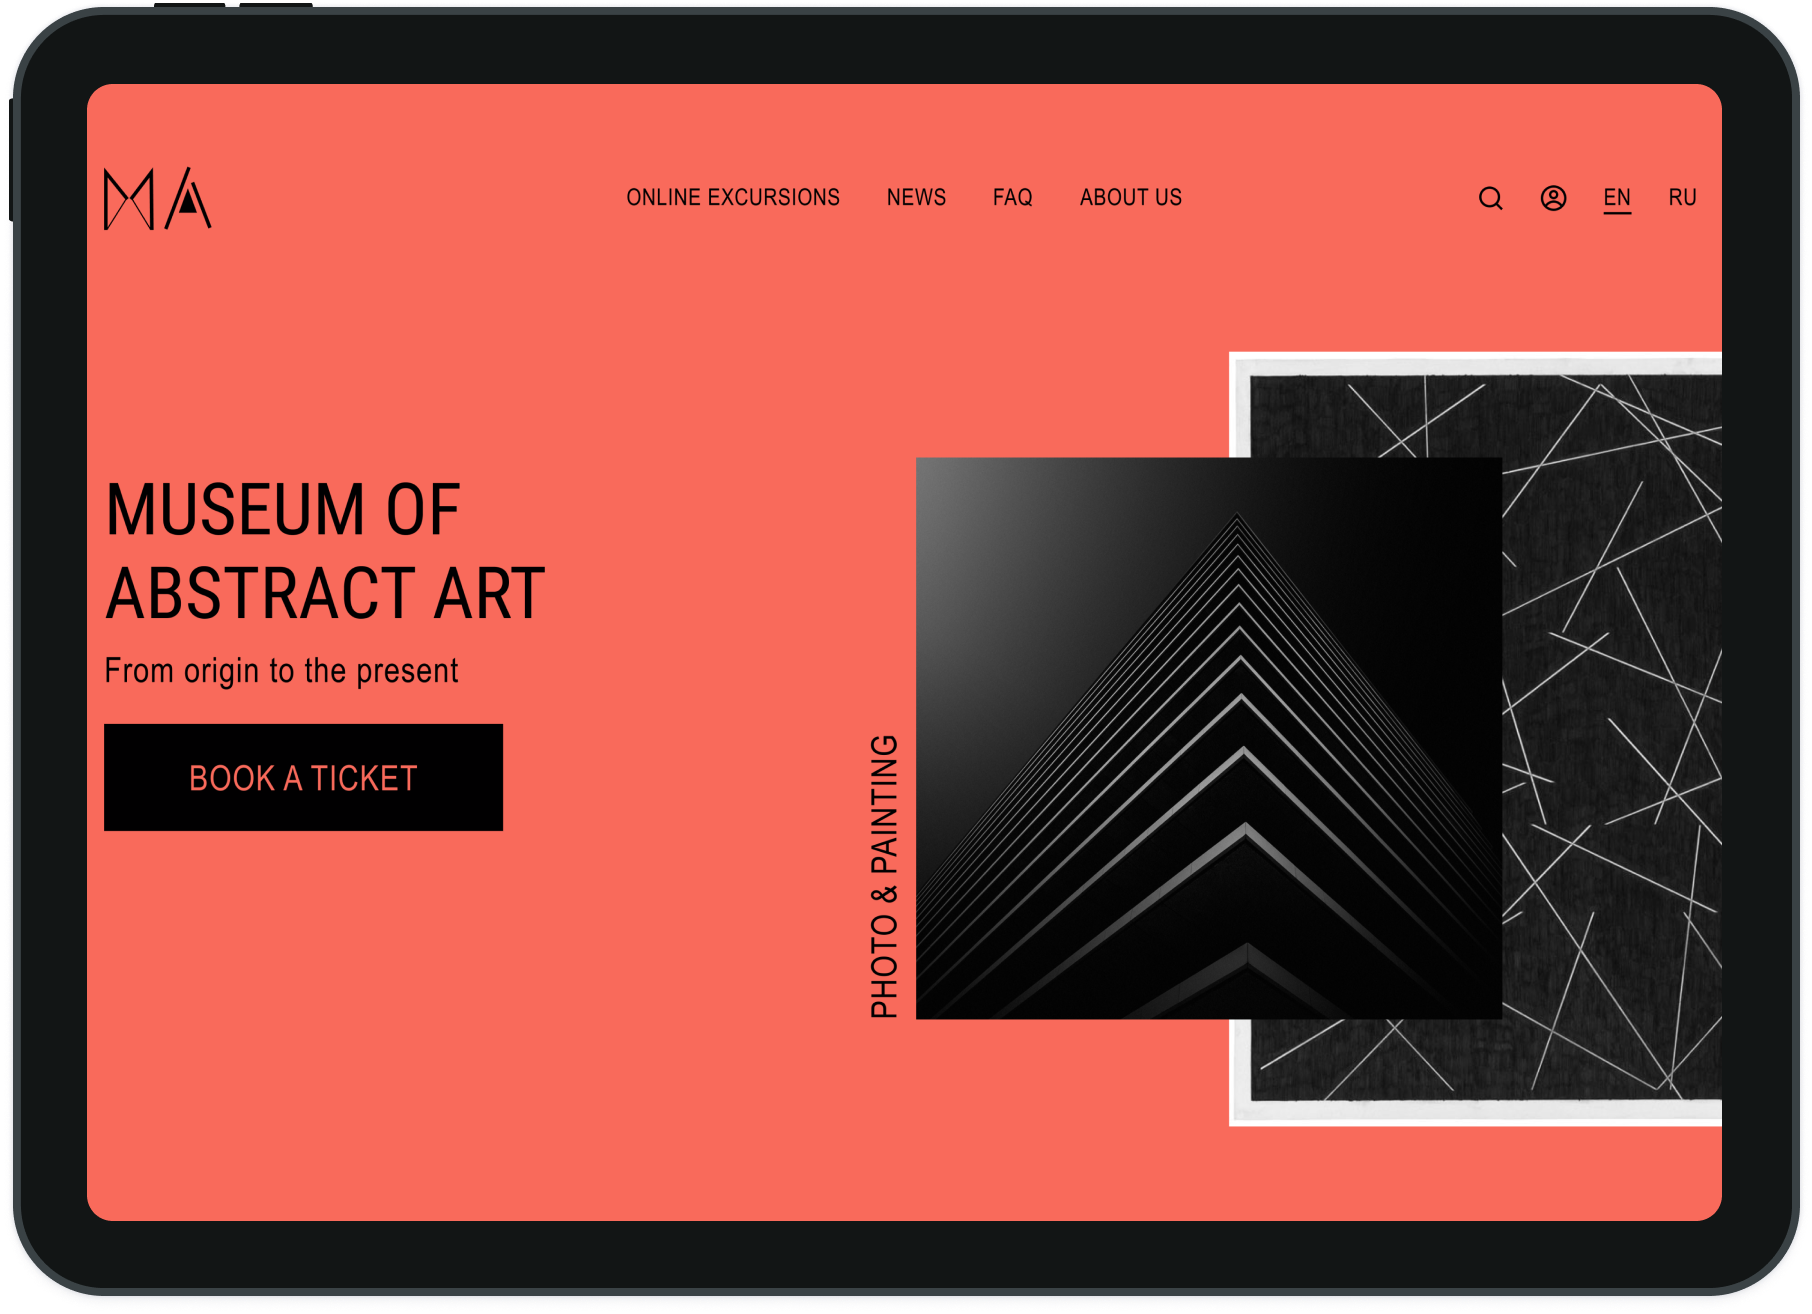 MA
ONLINE EXCURSIONS NEWS FAQ ABOUT US EN RU
MUSEUM OF
ABSTRACT ART
From origin to the present
BOOK A TICKET
PHOTO & PAINTING